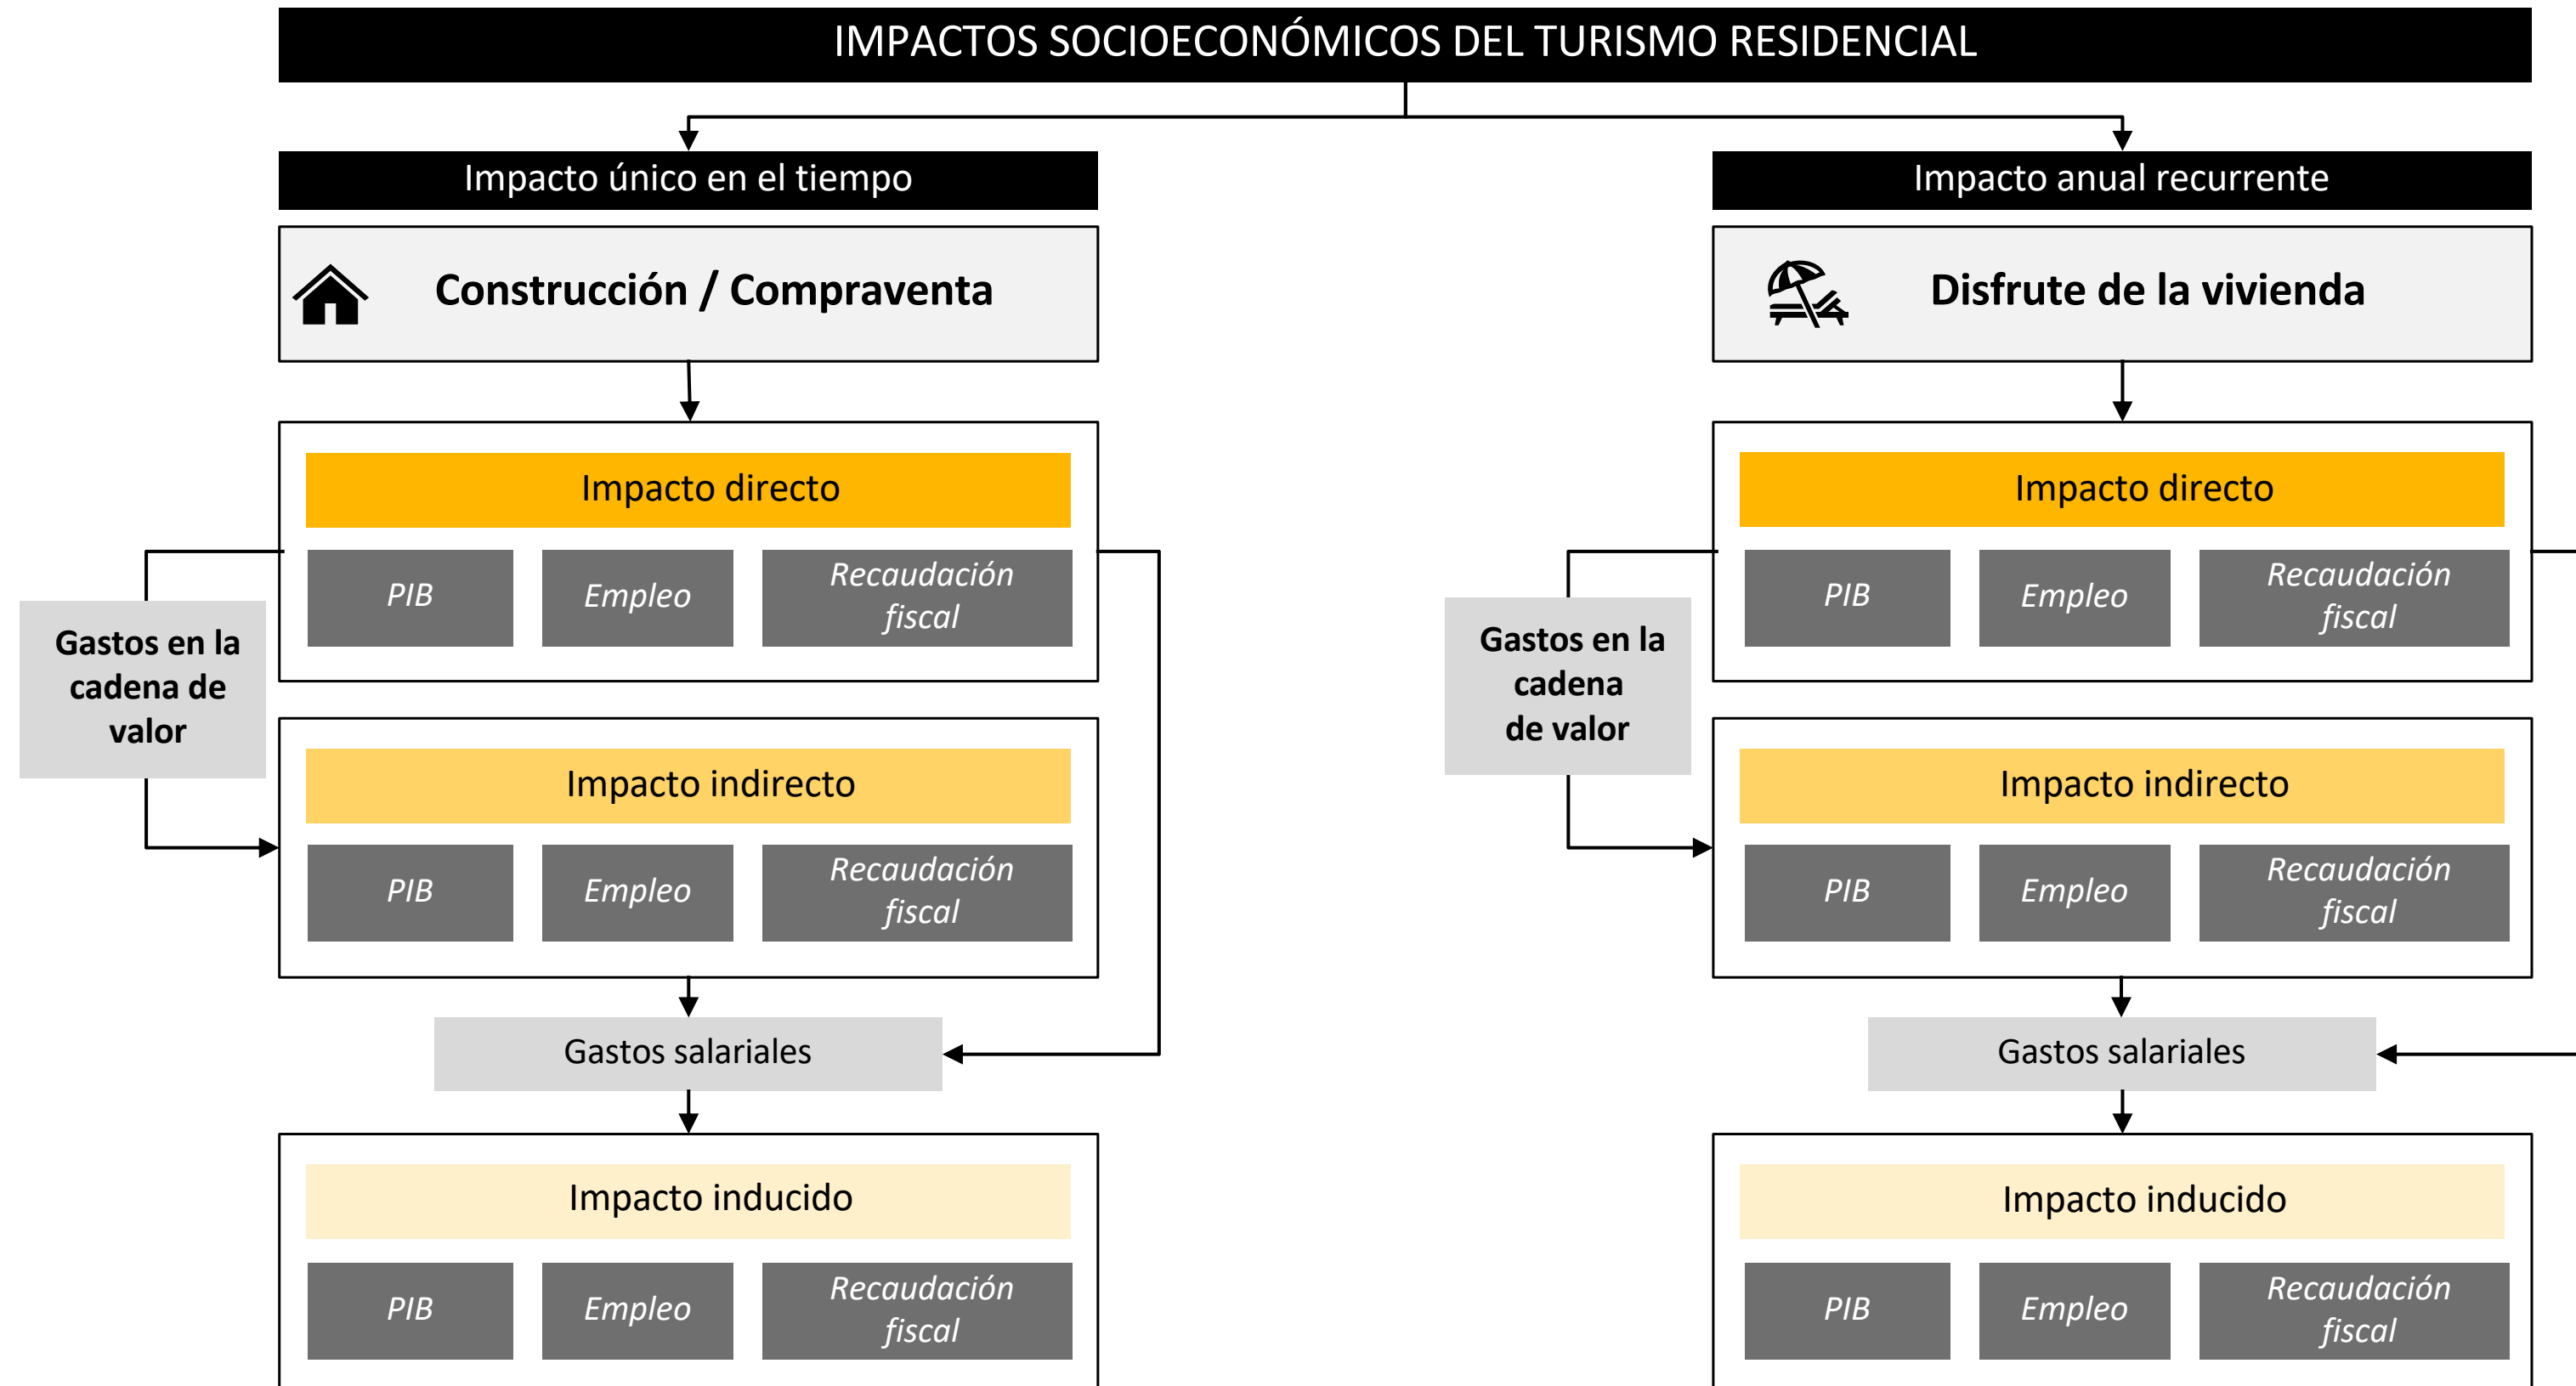 IMPACTOS SOCIOECONÓMICOS DEL TURISMO RESIDENCIAL
Impacto único en el tiempo
Construcción / Compraventa
Impacto directo
PIB
Empleo
Recaudación
fiscal
Gastos en la
cadena de
valor
Impacto indirecto
PIB
Empleo
Recaudación
fiscal
Gastos salariales
Impacto inducido
PIB
Empleo
Recaudación
fiscal
Impacto anual recurrente
Disfrute de la vivienda
Impacto directo
PIB
Empleo
Recaudación
fiscal
Gastos en la
cadena
de valor
Impacto indirecto
PIB
Empleo
Recaudación
fiscal
Gastos salariales
Impacto inducido
PIB
Empleo
Recaudación
fiscal